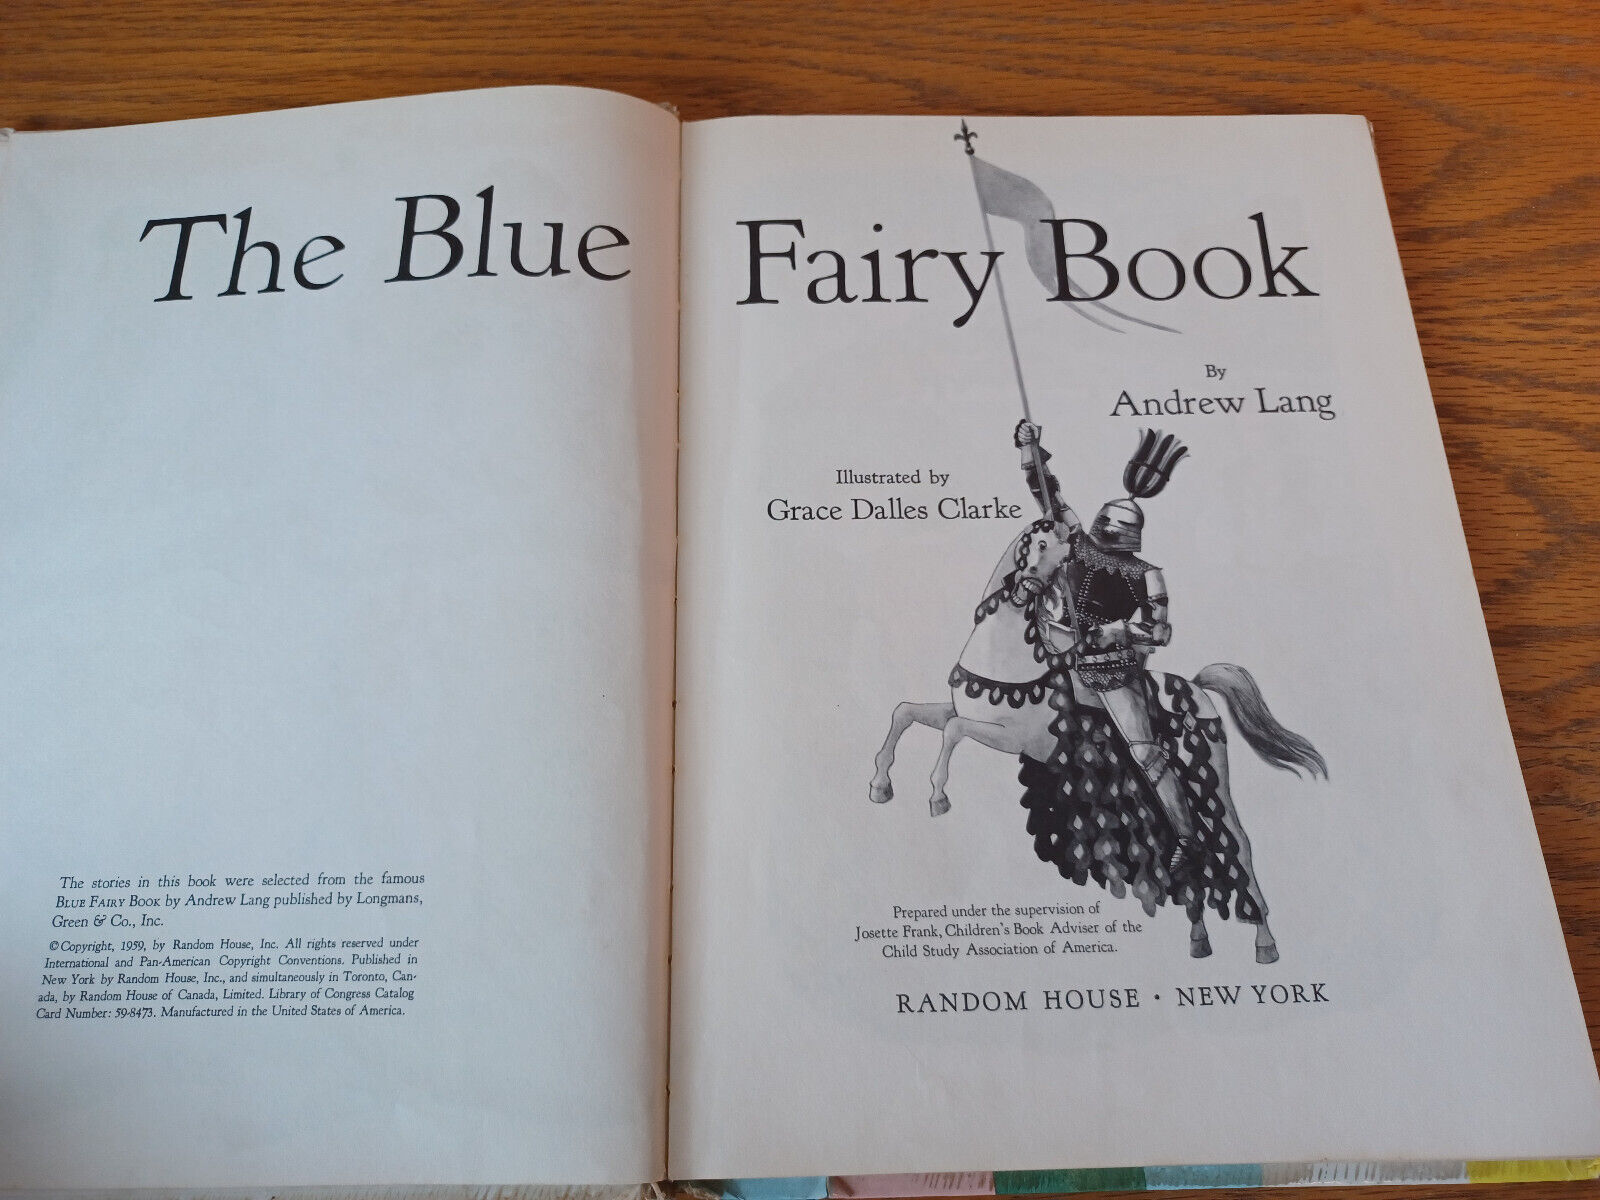 The Blue Fairy Book
By
Andrew Lang
Illustrated by
Grace Dalles Clarke
The stories in this book were selected from the famous
BLUE FAIRY BOOK by Andrew Lang published by Longmans,
Green & Co., Inc.
© Copyright, 1959, by Random House, Inc. All rights reserved under
International and Pan-American Copyright Conventions. Published in
New York by Random House, Inc., and simultaneously in Toronto, Can-
ada, by Random House of Canada, Limited. Library of Congress Catalog
Card Number: 59-8473. Manufactured in the United States of America.
Prepared under the supervision of
Josette Frank, Children's Book Adviser of the
Child Study Association of America.
RANDOM HOUSE · NEW YORK